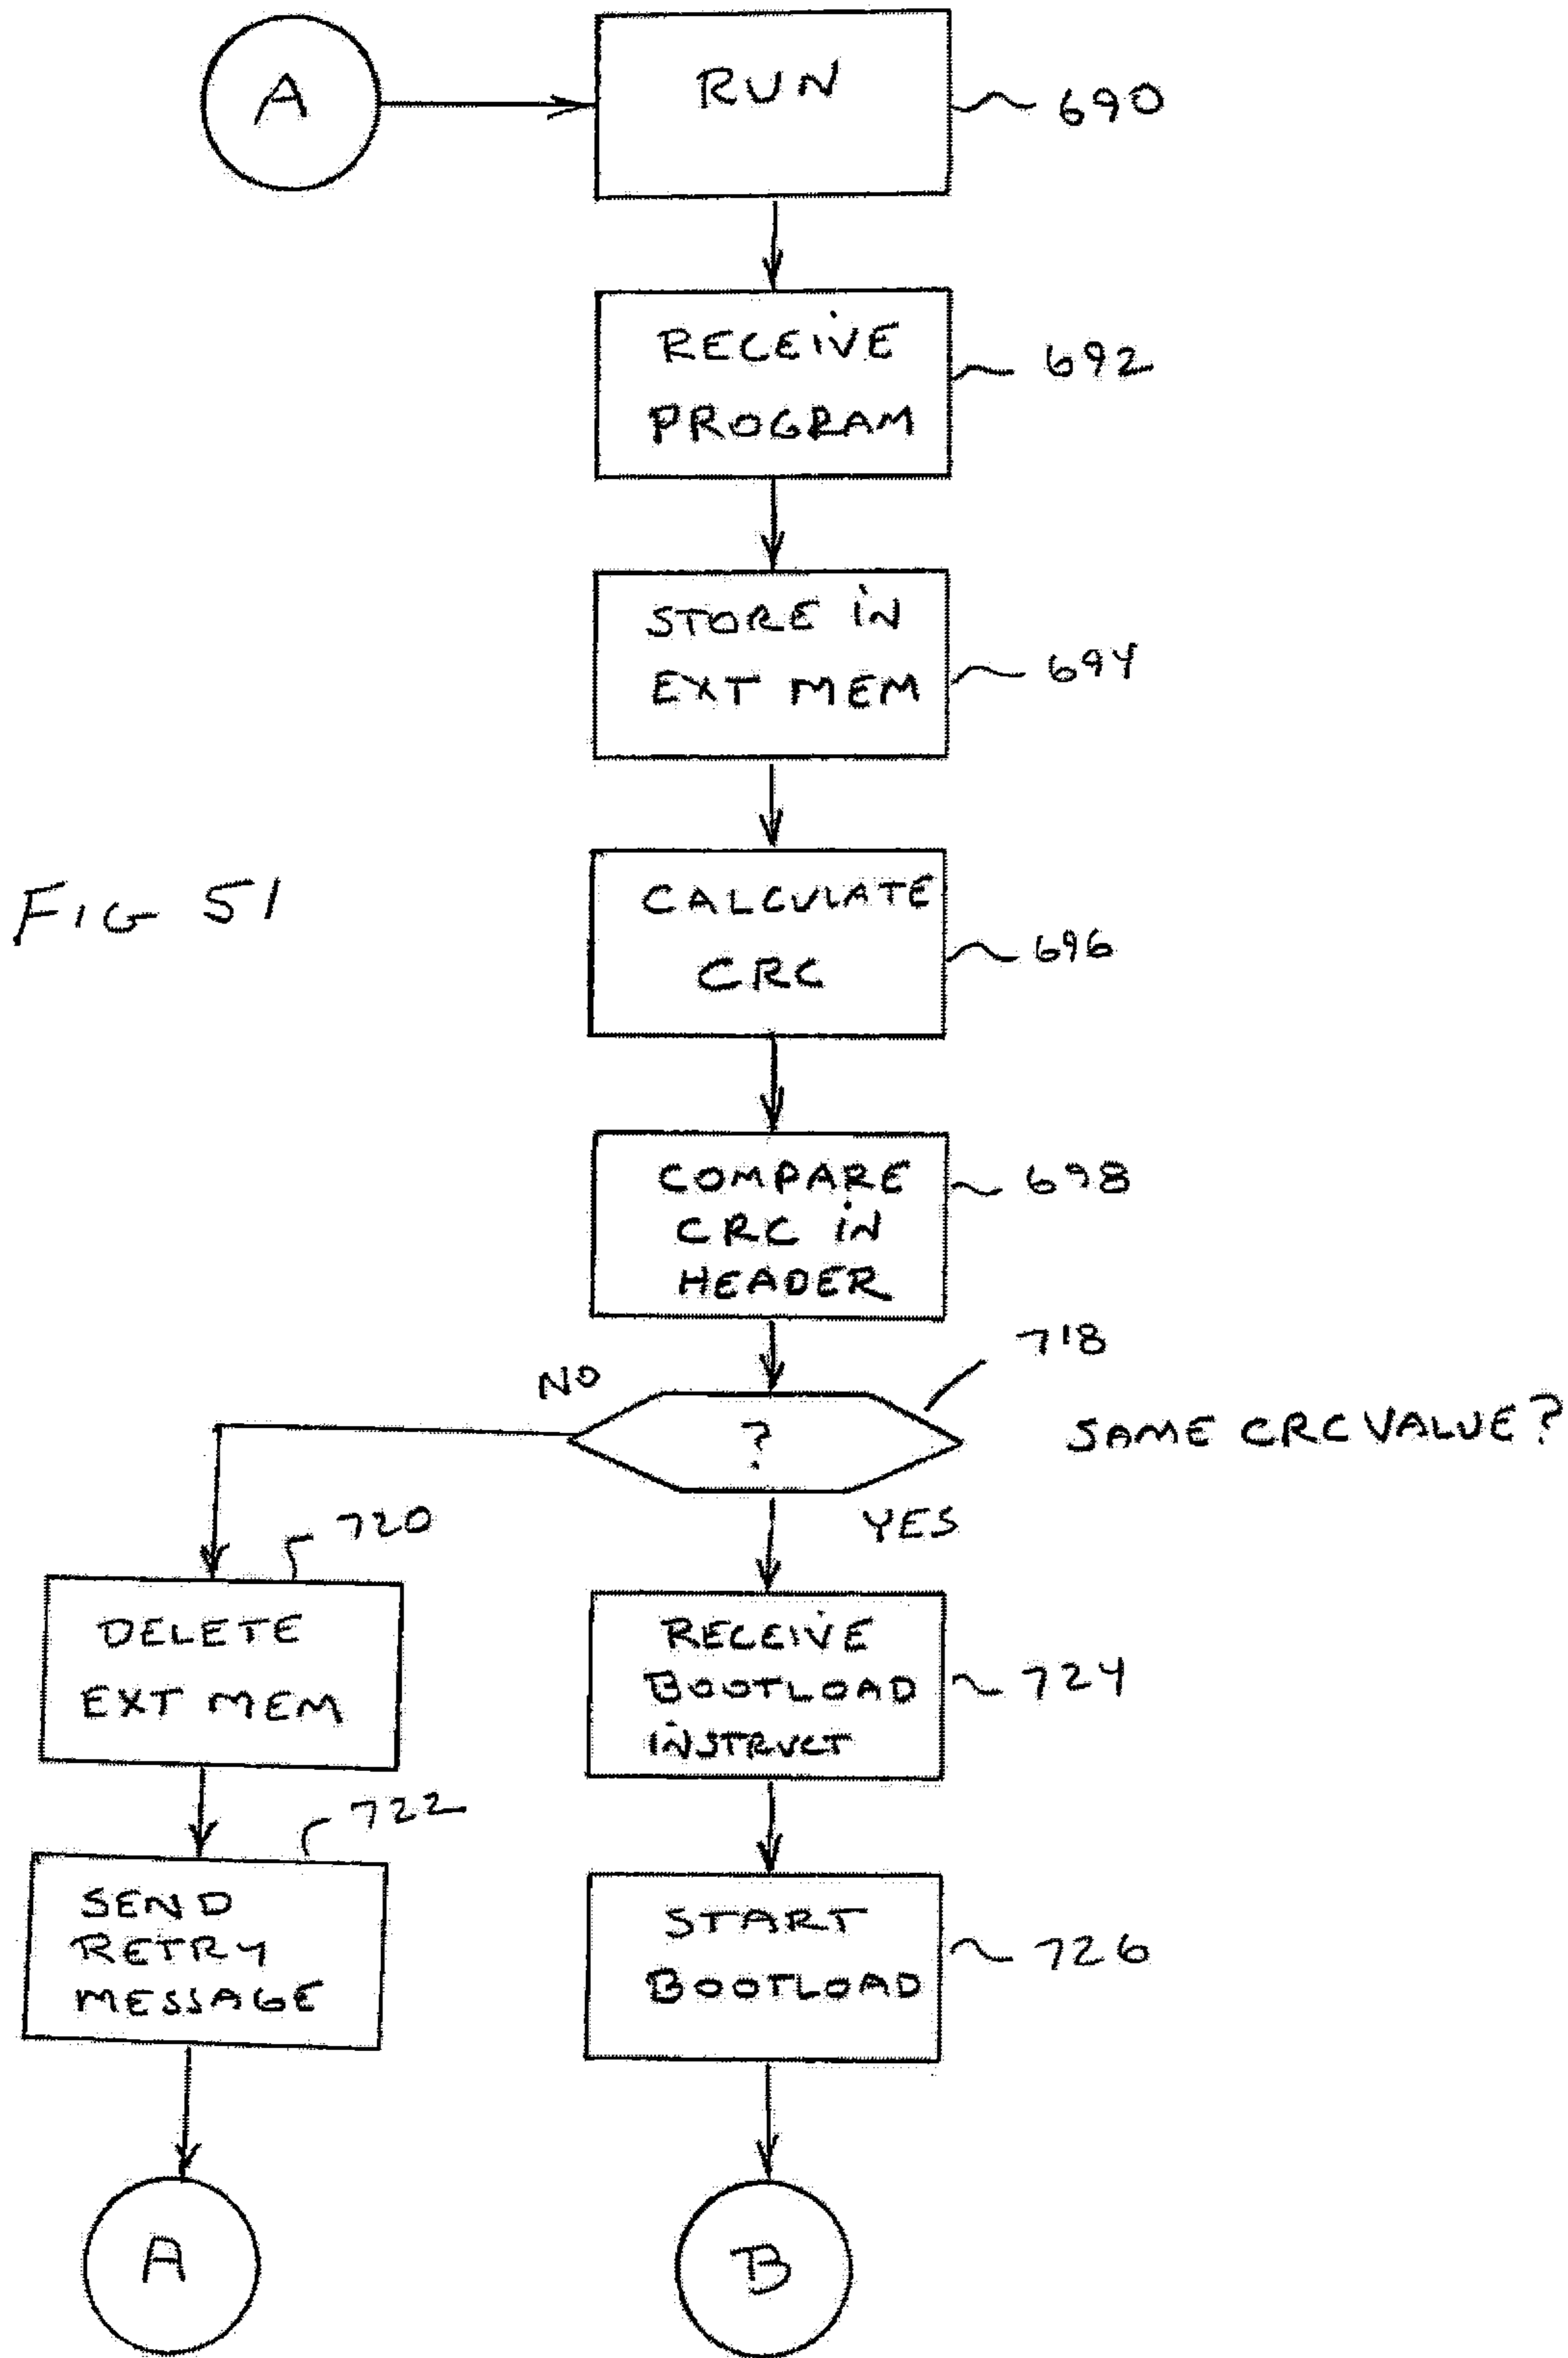 A
RUN
690
RECEIVE
PROGRAM
692
STORE IN
EXT MEM
694
FIG 51
CALCULATE
CRC
696
COMPARE
CRC IN
HEADER
698
718
NO
?
SAME CRC VALUE?
YES
720
DELETE
EXT MEM
RECEIVE
BOOTLOAD
INSTRUCT
724
722
SEND
RETRY
MESSAGE
START
BOOTLOAD
726
A
B